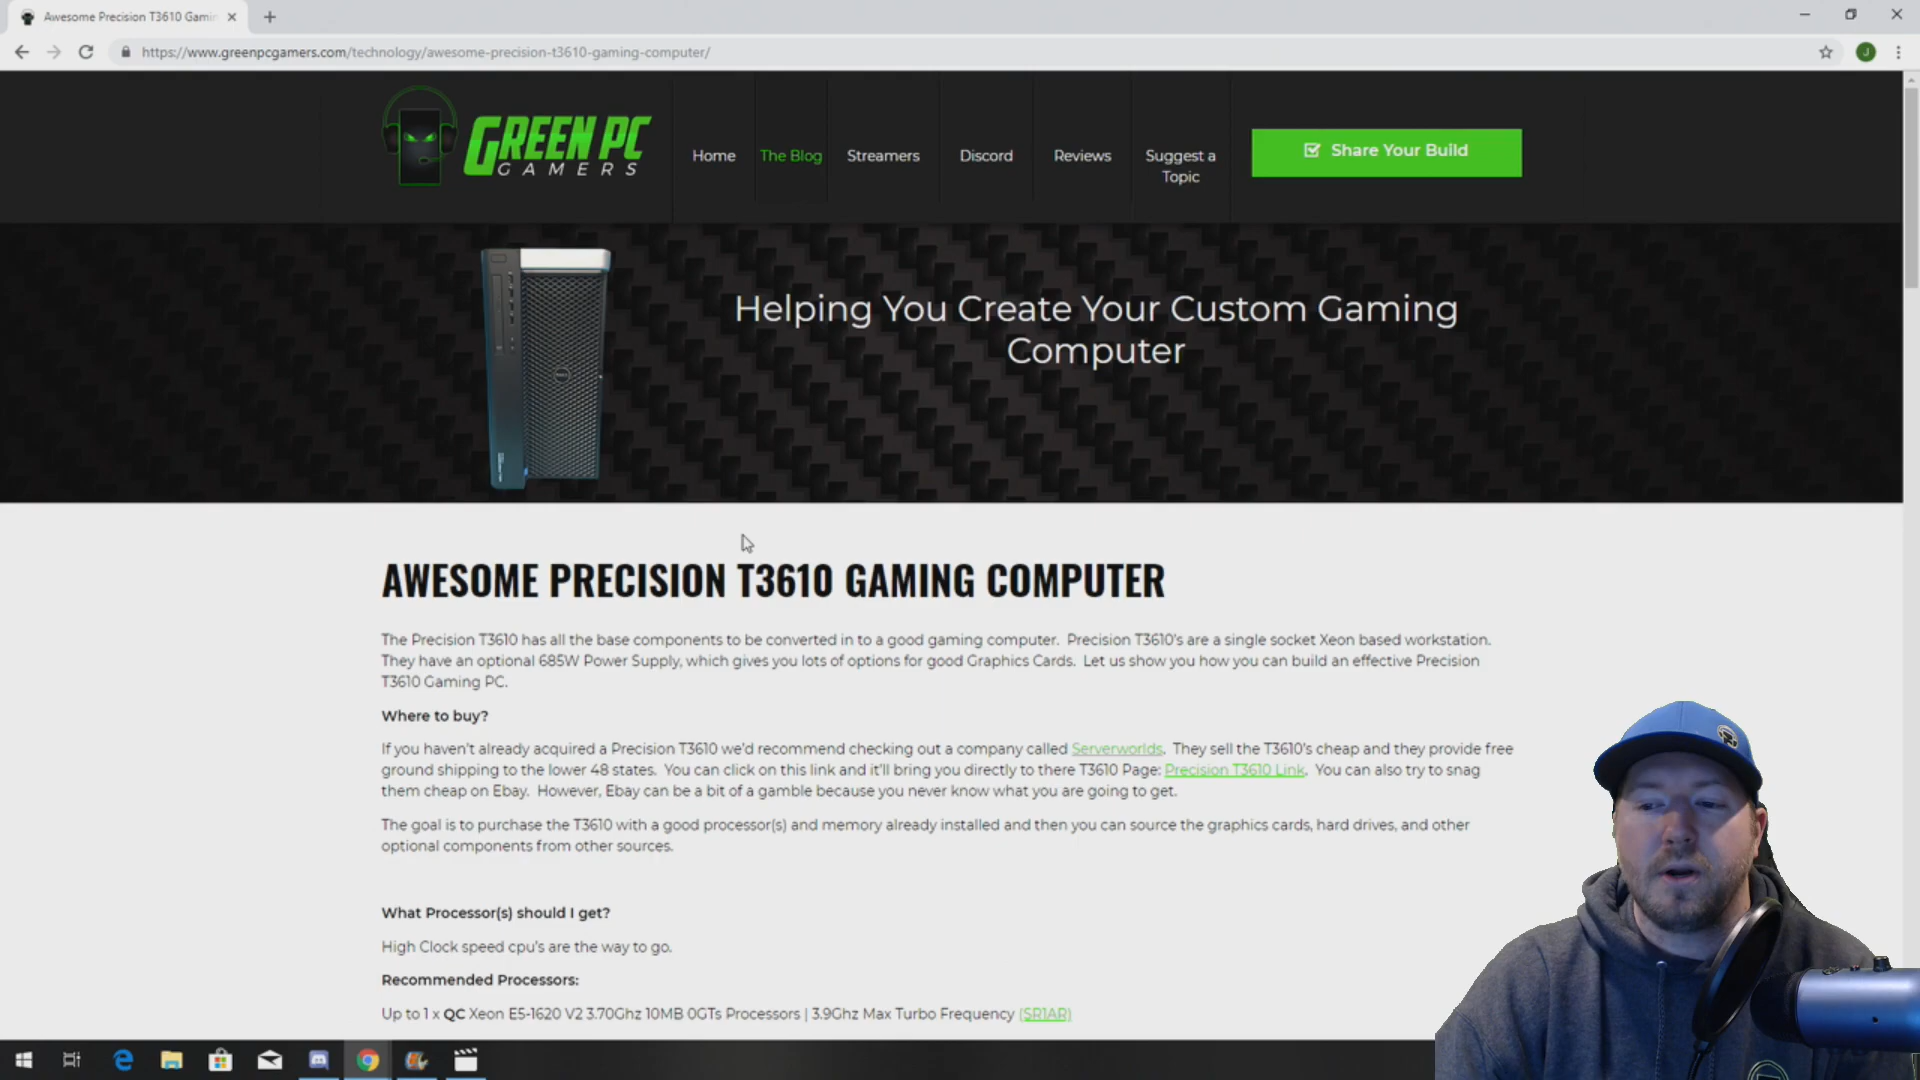 Awesome Precision T3610 Gamin
https://www.greenpcgamers.com/technology/awesome-precision-t3610-gaming-computer/
J
GREEN PC
GAMERS
Home
The Blog
Streamers
Discord
Reviews
Suggest a
Topic
Share Your Build
Helping You Create Your Custom Gaming
Computer
AWESOME PRECISION T3610 GAMING COMPUTER
The Precision T3610 has all the base components to be converted in to a good gaming computer. Precision T3610's are a single socket Xeon based workstation.
They have an optional 685W Power Supply, which gives you lots of options for good Graphics Cards. Let us show you how you can build an effective Precision
T3610 Gaming PC.
Where to buy?
If you haven't already acquired a Precision T3610 we'd recommend checking out a company called Serverworlds. They sell the T3610's cheap and they provide free
ground shipping to the lower 48 states. You can click on this link and it'll bring you directly to there T3610 Page: Precision T3610 Link. You can also try to snag
them cheap on Ebay. However, Ebay can be a bit of a gamble because you never know what you are going to get.
The goal is to purchase the T3610 with a good processor(s) and memory already installed and then you can source the graphics cards, hard drives, and other
optional components from other sources.
What Processor(s) should I get?
High Clock speed cpu's are the way to go.
Recommended Processors:
Up to 1 x QC Xeon E5-1620 V2 3.70Ghz 10MB 0GTs Processors | 3.9Ghz Max Turbo Frequency (SR1AR)